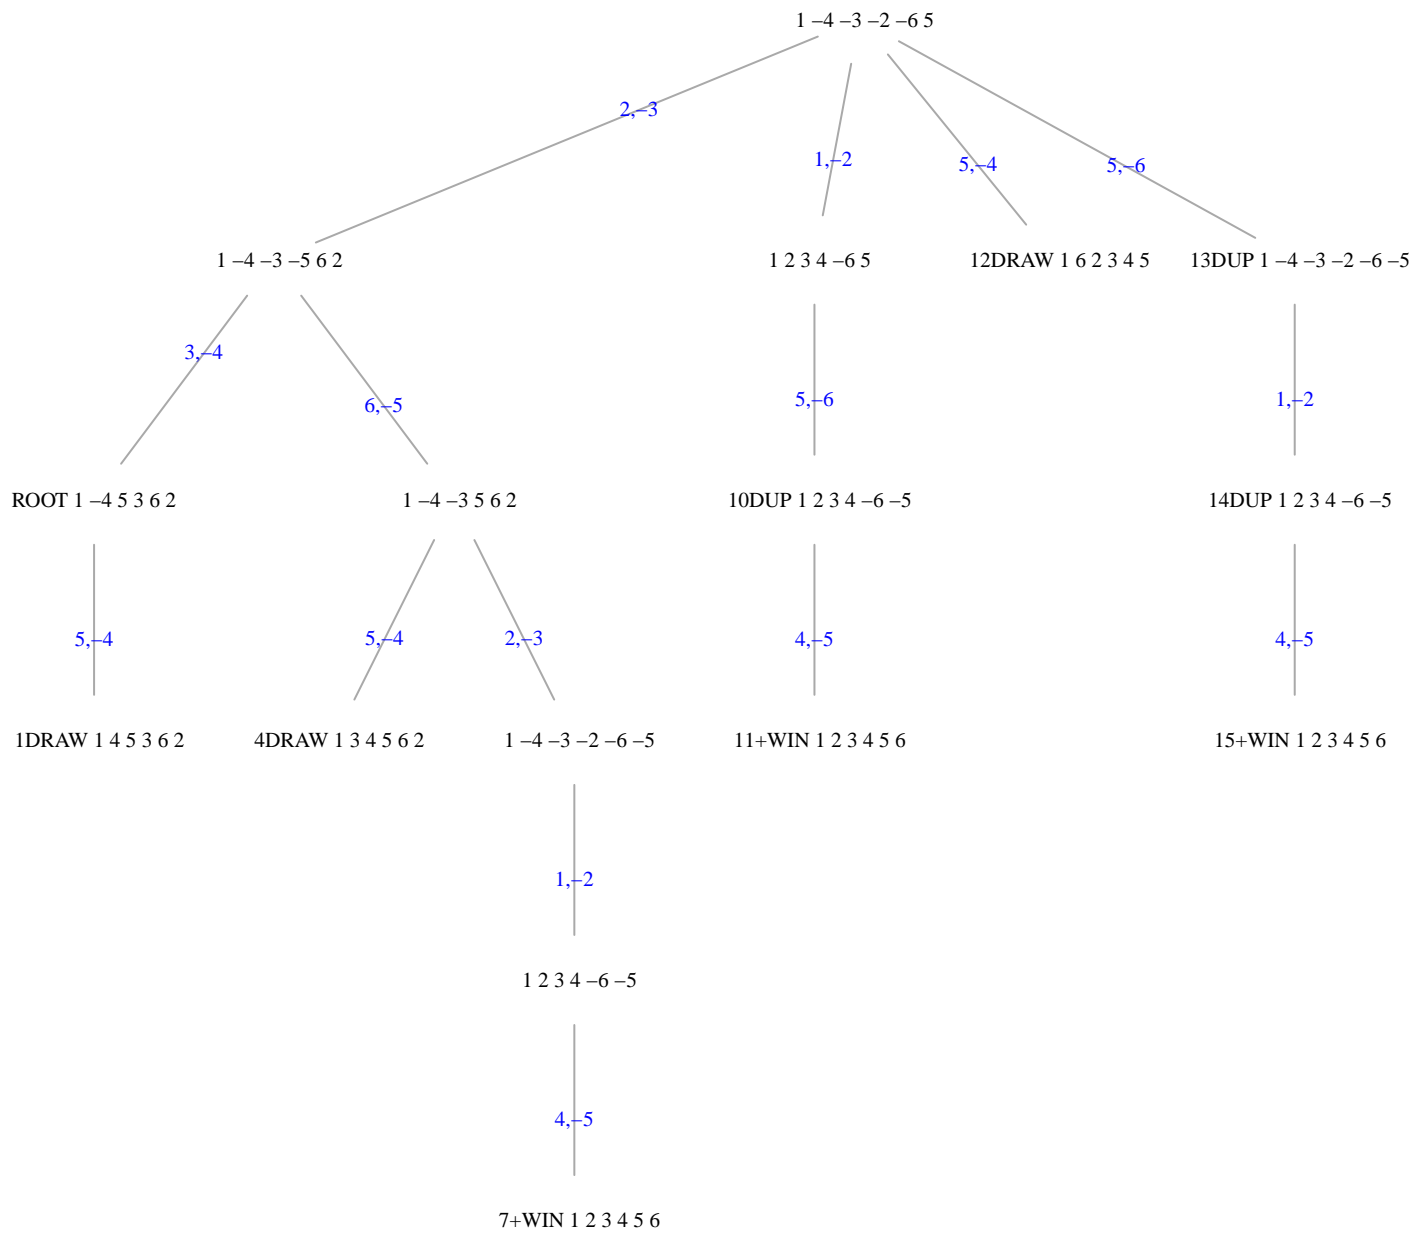 1 –4 –3 –2 –6 5
2,–3
1,–2
5,–4
5,–6
1 –4 –3 –5 6 2
1 2 3 4 –6 5
12DRAW 1 6 2 3 4 5
13DUP 1 –4 –3 –2 –6 –5
3,–4
6,–5
5,–6
1,–2
ROOT 1 –4 5 3 6 2
1 –4 –3 5 6 2
10DUP 1 2 3 4 –6 –5
14DUP 1 2 3 4 –6 –5
5,–4
5,–4
2,–3
4,–5
4,–5
1DRAW 1 4 5 3 6 2
4DRAW 1 3 4 5 6 2
1 –4 –3 –2 –6 –5
11+WIN 1 2 3 4 5 6
15+WIN 1 2 3 4 5 6
1,–2
1 2 3 4 –6 –5
4,–5
7+WIN 1 2 3 4 5 6